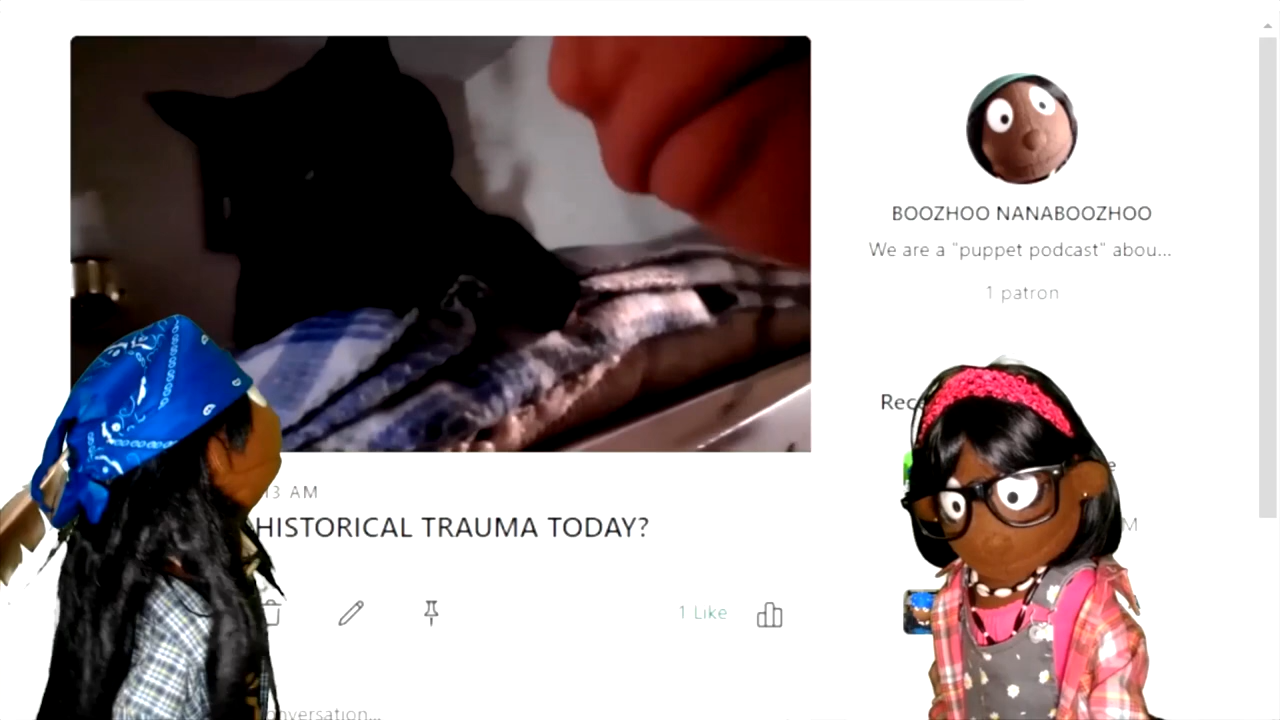 13 AM
HISTORICAL TRAUMA TODAY?
1 Like
BOOZHOO NANABOOZHOO
We are a "puppet podcast" abou...
1 patron